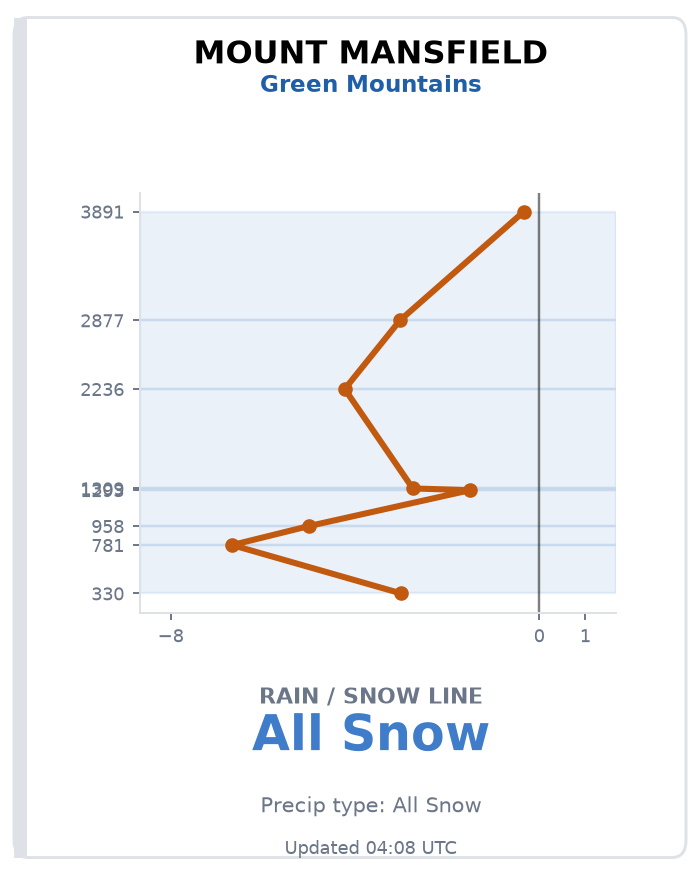 MOUNT MANSFIELD
Green Mountains
3891
2877
2236
958
781
330
−8 0 1
RAIN / SNOW LINE
All Snow
Precip type: All Snow
Updated 04:08 UTC